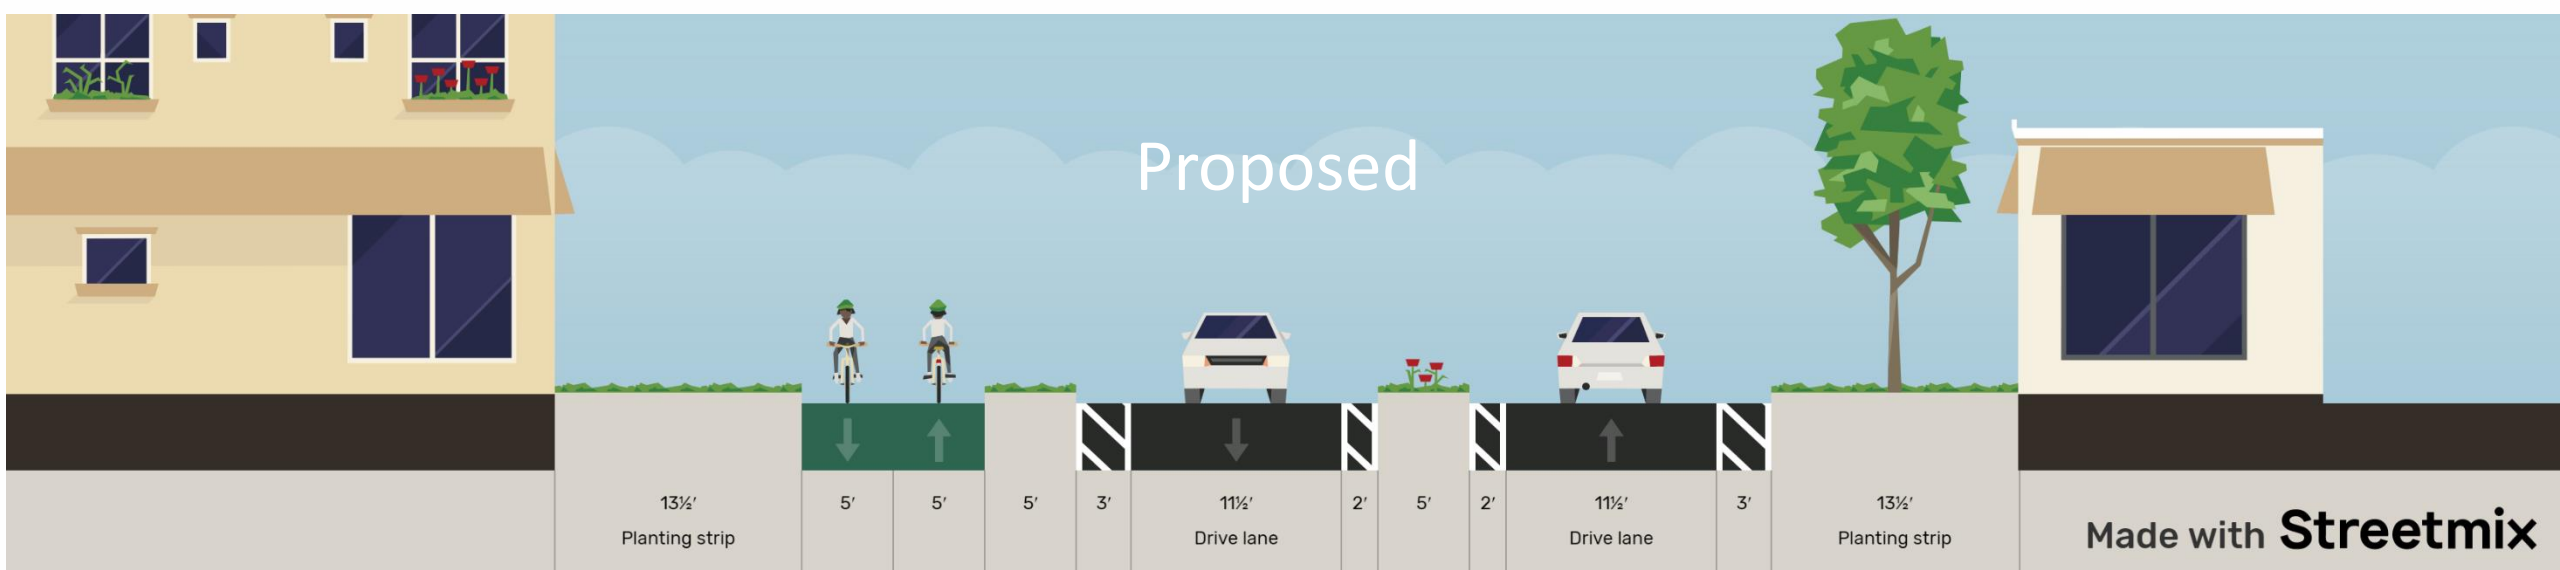 Proposed
13½′ 5′ 5′ 5′ 3′ 11½′ 2′ 5′ 2′ 11½′ 3′ 13½′
Planting strip Drive lane Drive lane Planting strip
Made with Streetmix